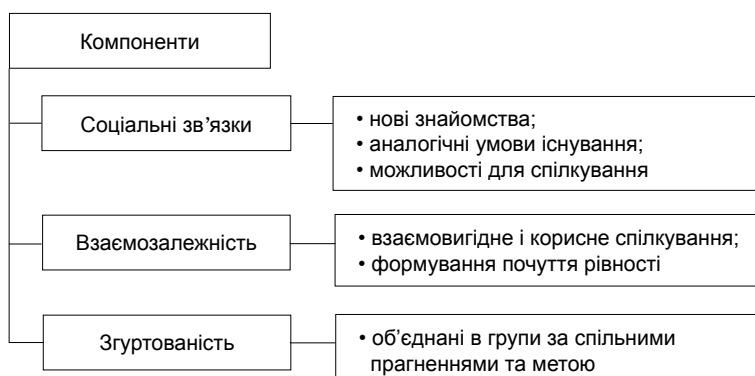 Компоненти
Соціальні зв’язки
• нові знайомства;
• аналогічні умови існування;
• можливості для спілкування
Взаємозалежність
• взаємовигідне і корисне спілкування;
• формування почуття рівності
Згуртованість
• об’єднані в групи за спільними
прагненнями та метою